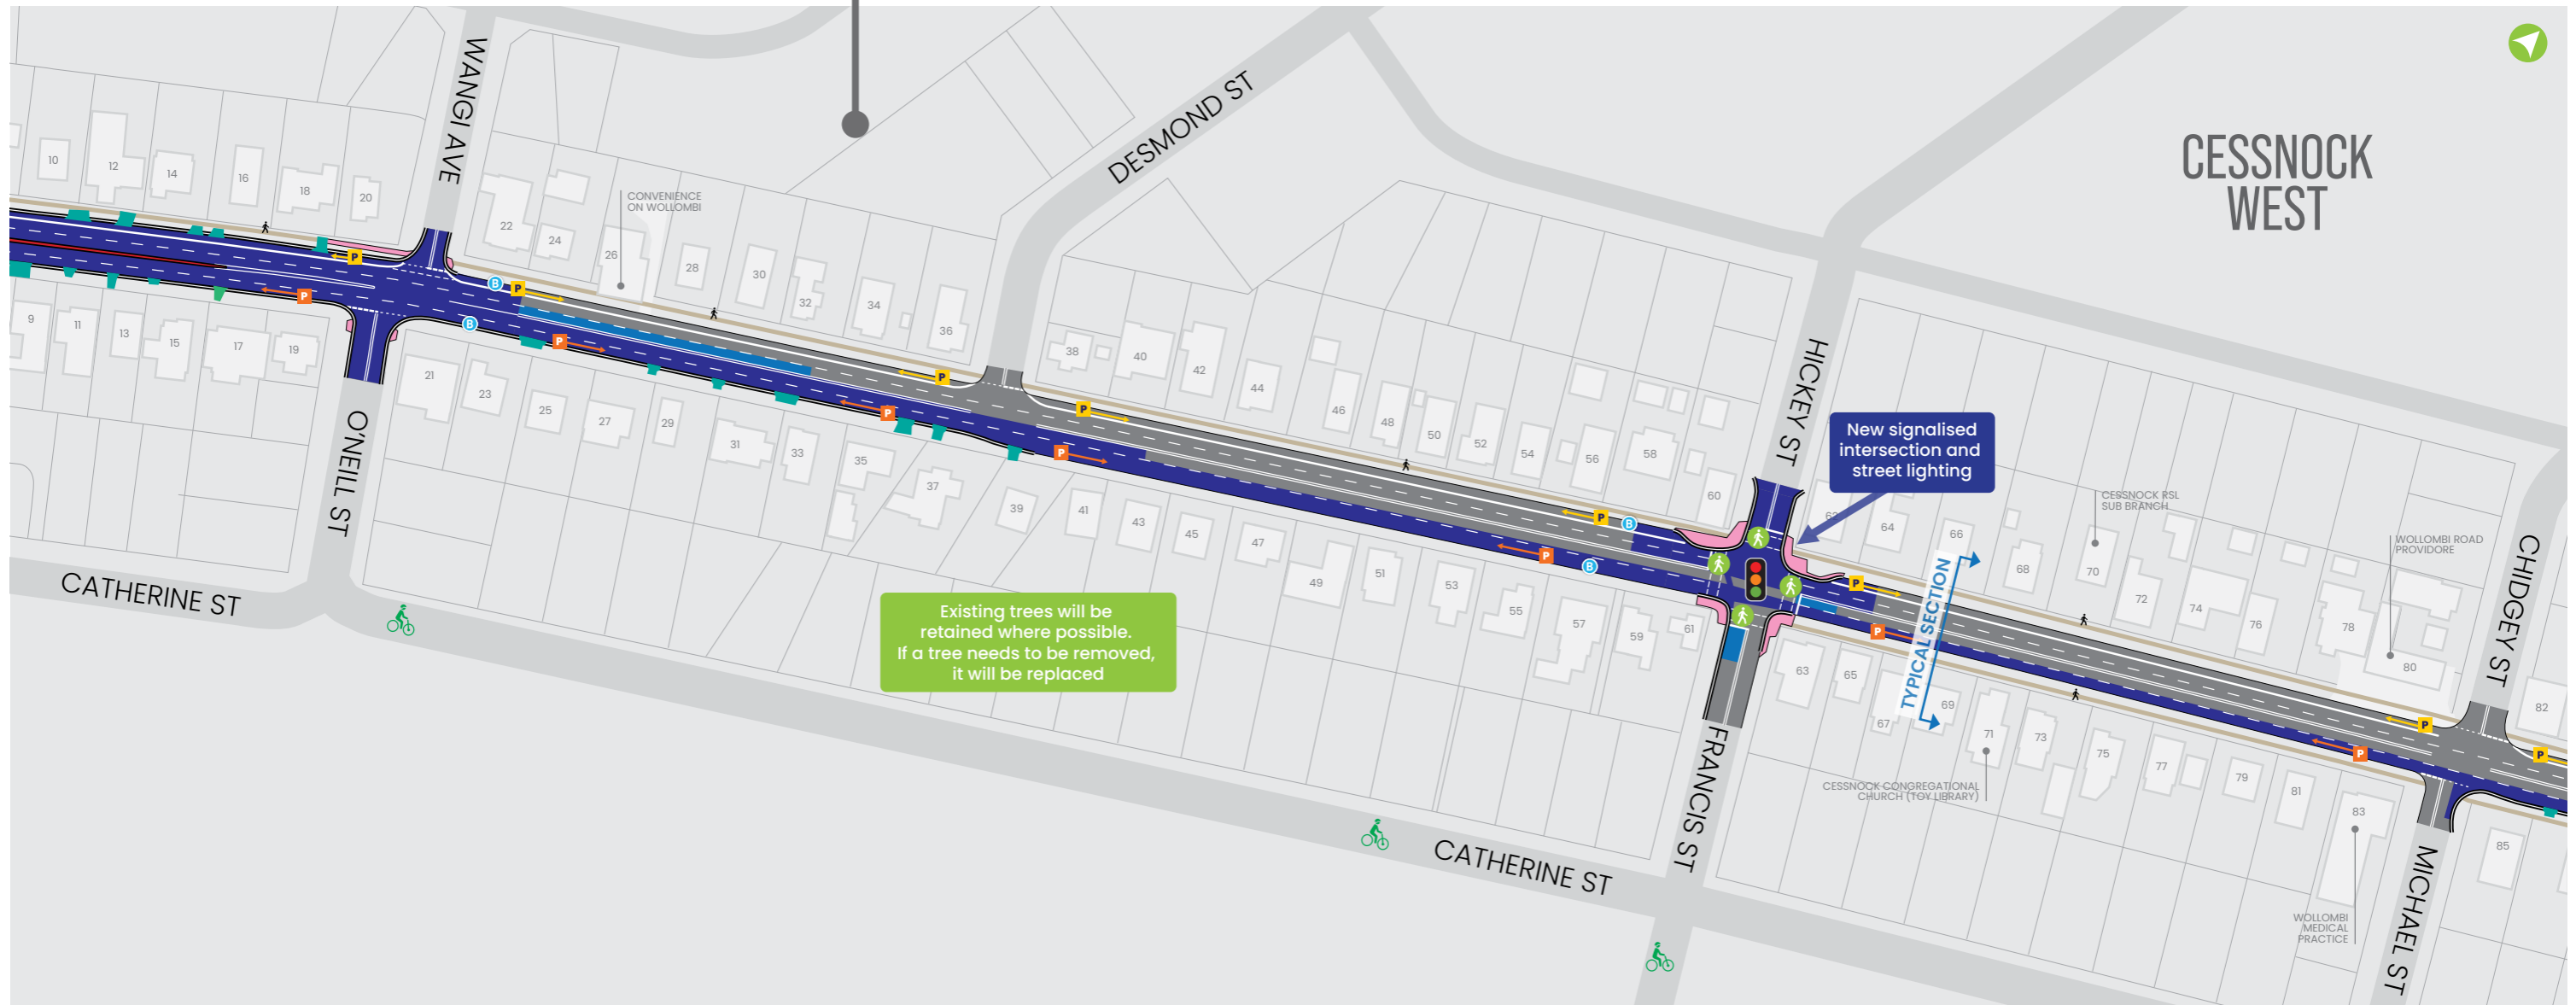 WANGI AVE
DESMOND ST
CESSNOCK
WEST
10
12
14
16
18
20
22
24
CONVENIENCE
ON WOLLOMBI
26
28
30
32
34
36
38
40
42
44
46
48
50
52
54
56
58
60
HICKEY ST
New signalised
intersection and
street lighting
64
66
68
CESSNOCK RSL
SUB BRANCH
70
72
74
76
78
WOLLOMBI ROAD
PROVIDORE
80
CHIDGEY ST
82
P
P
B
P
B
P
P
P
P
P
P
B
P
B
P
P
P
P
P
9
11
13
15
17
19
O'NEILL ST
21
23
25
27
29
31
33
35
37
39
41
43
45
47
49
51
53
55
57
59
61
63
65
67
69
TYPICAL SECTION
71
73
75
77
79
81
83
85
CATHERINE ST
Existing trees will be
retained where possible.
If a tree needs to be removed,
it will be replaced
CESSNOCK CONGREGATIONAL
CHURCH (TOY LIBRARY)
FRANCIS ST
CATHERINE ST
WOLLOMBI
MEDICAL
PRACTICE
MICHAEL ST